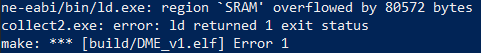 ne-eabi/bin/ld.exe: region `SRAM' overflowed by 80572 bytes
collect2.exe: error: ld returned 1 exit status
make: *** [build/DME_v1.elf] Error 1